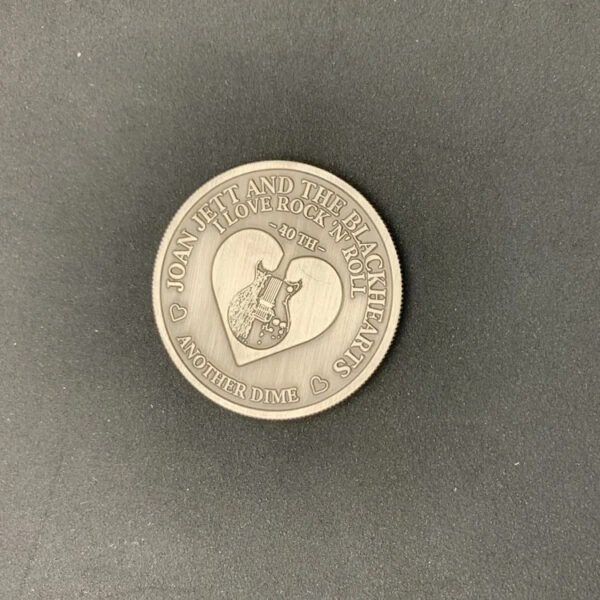 JOAN JETT AND THE BLACKHEARTS
I LOVE ROCK 'N' ROLL
-40 TH-
ANOTHER DIME